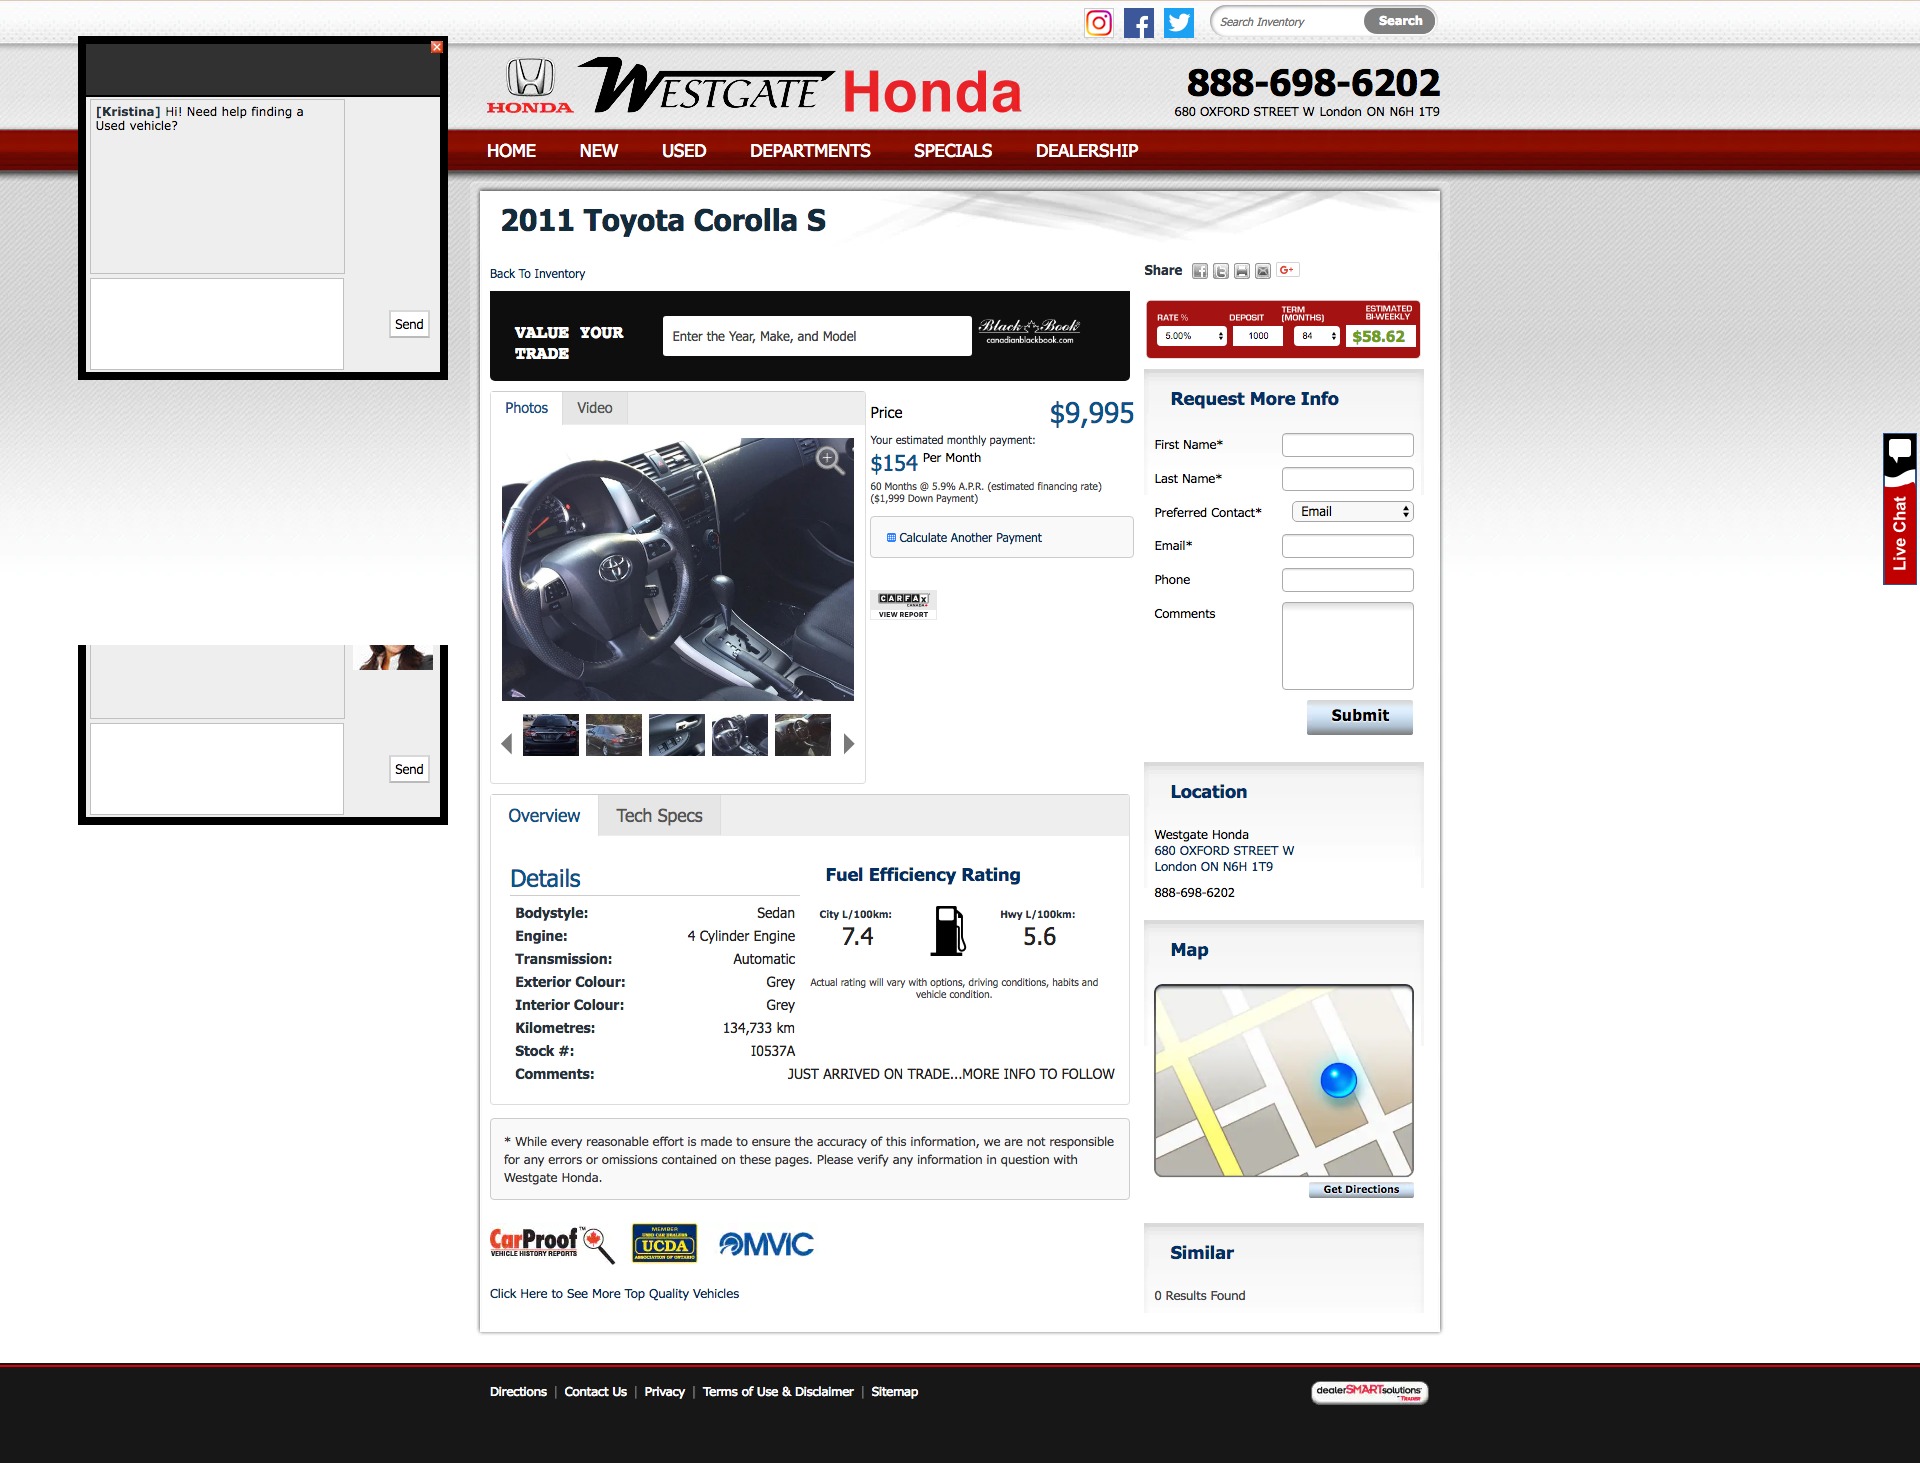 Search Inventory
Search
[Kristina] Hi! Need help finding a
Used vehicle?
Send
HONDA
WESTGATE Honda
888-698-6202
680 OXFORD STREET W London ON N6H 1T9
HOME NEW USED DEPARTMENTS SPECIALS DEALERSHIP
2011 Toyota Corolla S
Back To Inventory
Share
G+
VALUE YOUR
TRADE
Enter the Year, Make, and Model
Black Book
canadianblackbook.com
RATE % DEPOSIT TERM (MONTHS) ESTIMATED BI-WEEKLY
5.00% 1000 84 $58.62
Photos Video
Price $9,995
Your estimated monthly payment:
$154 Per Month
60 Months @ 5.9% A.P.R. (estimated financing rate)
($1,999 Down Payment)
Calculate Another Payment
CARFAX
CANADA
VIEW REPORT
Request More Info
First Name*
Last Name*
Preferred Contact* Email
Email*
Phone
Comments
Submit
Live Chat
Send
Overview Tech Specs
Details
Bodystyle: Sedan
Engine: 4 Cylinder Engine
Transmission: Automatic
Exterior Colour: Grey
Interior Colour: Grey
Kilometres: 134,733 km
Stock #: I0537A
Comments: JUST ARRIVED ON TRADE...MORE INFO TO FOLLOW
Fuel Efficiency Rating
City L/100km: Hwy L/100km:
7.4 5.6
Actual rating will vary with options, driving conditions, habits and
vehicle condition.
Location
Westgate Honda
680 OXFORD STREET W
London ON N6H 1T9
888-698-6202
Map
Get Directions
* While every reasonable effort is made to ensure the accuracy of this information, we are not responsible
for any errors or omissions contained on these pages. Please verify any information in question with
Westgate Honda.
CarProof™
VEHICLE HISTORY REPORTS
MEMBER
USED CAR DEALERS
UCDA
ASSOCIATION OF ONTARIO
OMVIC
Similar
0 Results Found
Click Here to See More Top Quality Vehicles
Directions | Contact Us | Privacy | Terms of Use & Disclaimer | Sitemap
dealerSMARTsolutions
TRADER